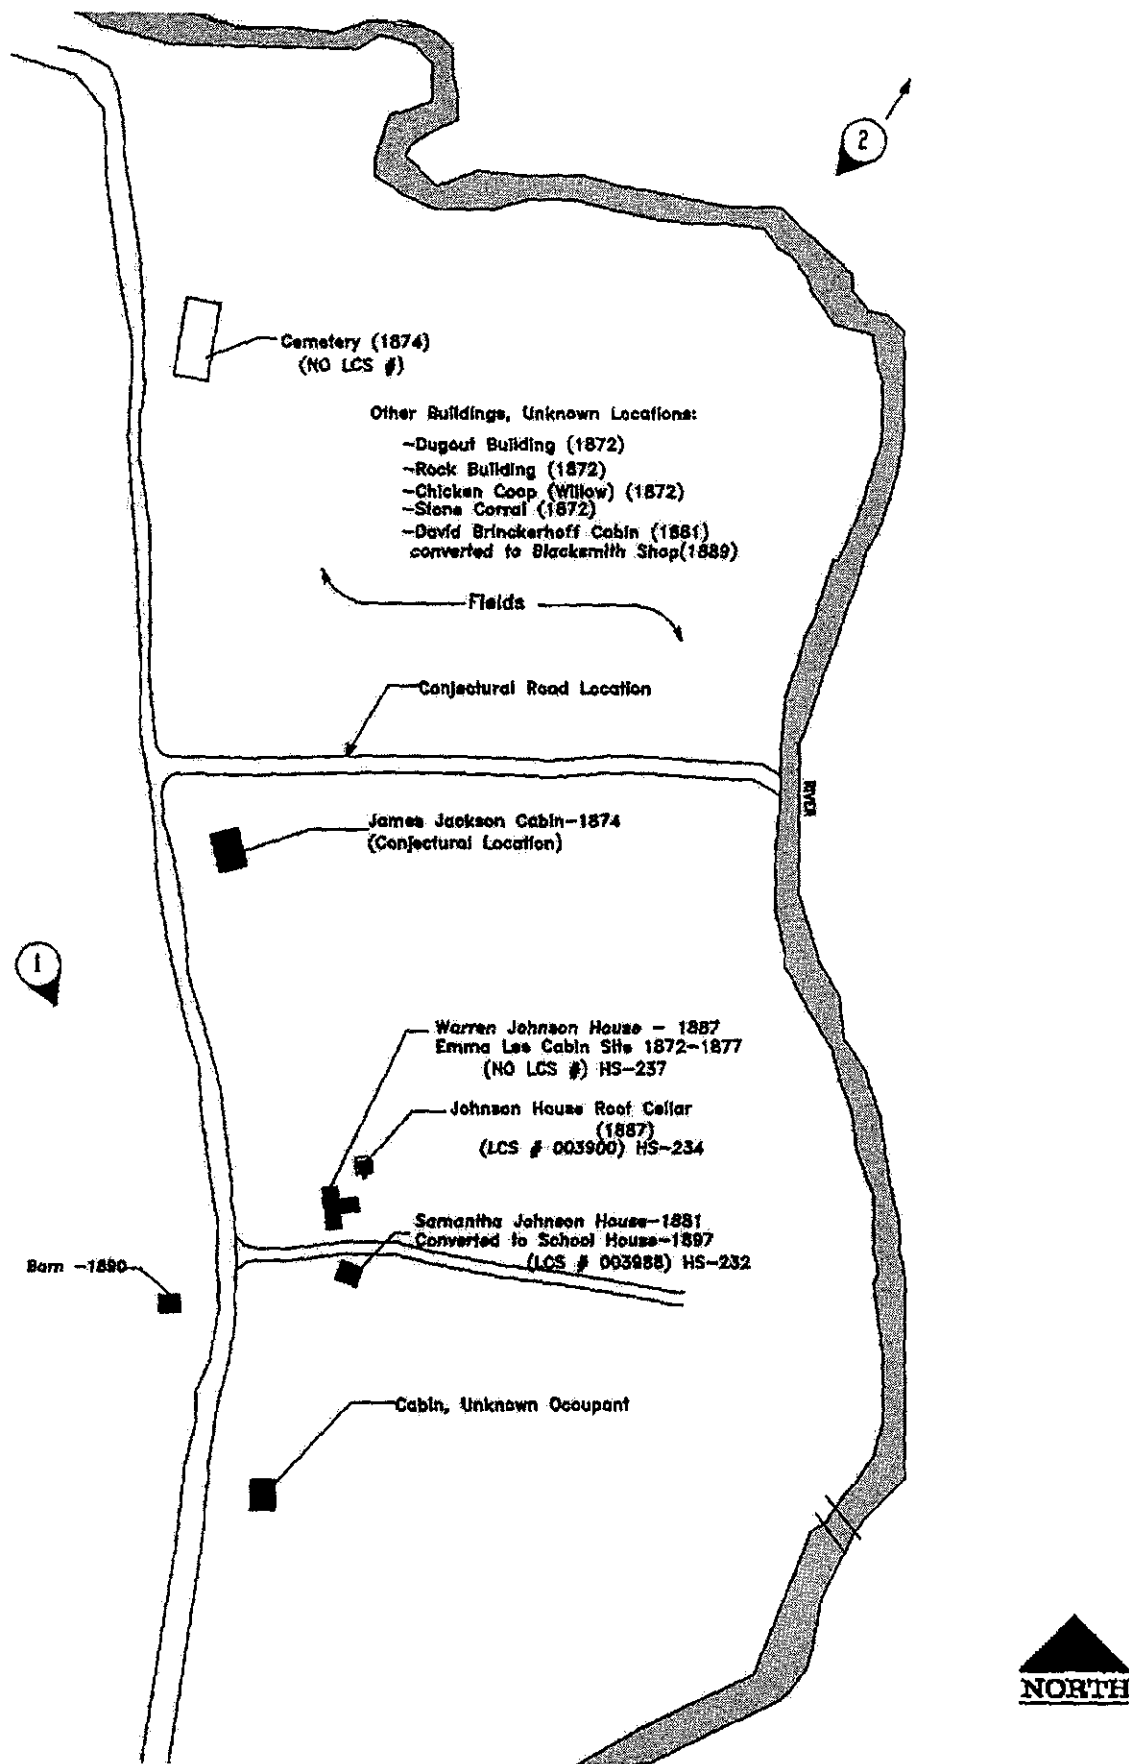 2
Cemetery (1874)
(NO LCS #)
Other Buildings, Unknown Locations:
~Dugout Building (1872)
~Rock Building (1872)
~Chicken Coop (Willow) (1872)
~Stone Corral (1872)
~David Brinckerhoff Cabin (1881)
converted to Blacksmith Shop(1889)
Fields
Conjectural Road Location
RIVER
James Jackson Cabin-1874
(Conjectural Location)
1
Warren Johnson House - 1887
Emma Lee Cabin Site 1872-1877
(NO LCS #) HS-237
Johnson House Roof Cellar
(1887)
(LCS # 003900) HS-234
Samantha Johnson House-1881
Converted to School House-1897
(LCS # 003988) HS-232
Barn -1890
Cabin, Unknown Occupant
NORTH